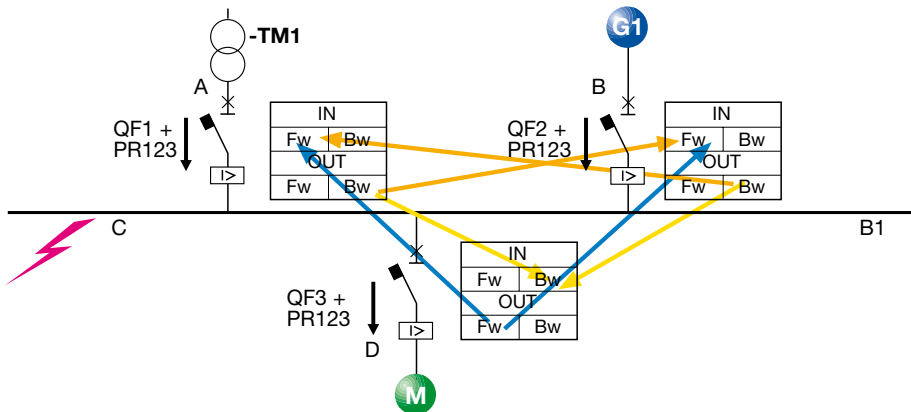 -TM1
G1
A
B
QF1 +
PR123
I>
IN
Fw Bw
OUT
Fw Bw
QF2 +
PR123
I>
IN
Fw Bw
OUT
Fw Bw
C
B1
QF3 +
PR123
I>
D
M
IN
Fw Bw
OUT
Fw Bw